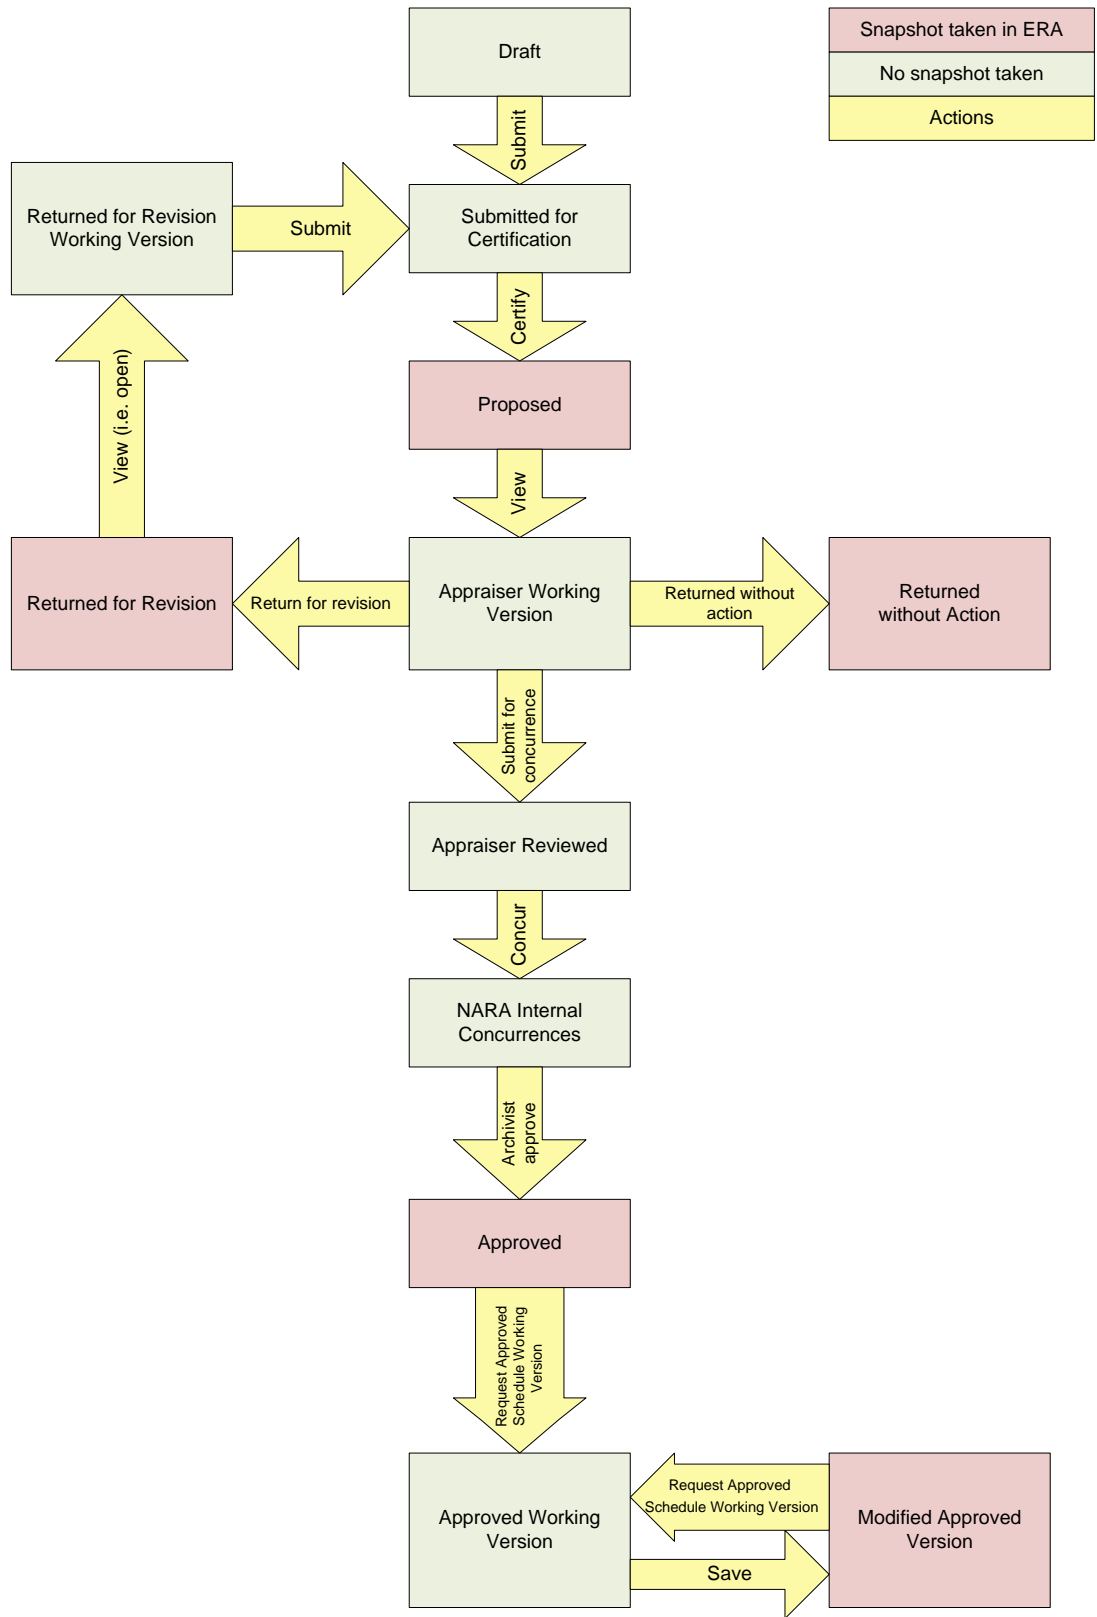 Draft
Snapshot taken in ERA
No snapshot taken
Actions
Submit
Returned for Revision
Working Version
Submit
Submitted for
Certification
Certify
View (i.e. open)
Proposed
View
Returned for Revision
Return for revision
Appraiser Working
Version
Returned without
action
Returned
without Action
Submit for
concurrence
Appraiser Reviewed
Concur
NARA Internal
Concurrences
Archivist
approve
Approved
Request Approved
Schedule Working
Version
Approved Working
Version
Request Approved
Schedule Working Version
Save
Modified Approved
Version